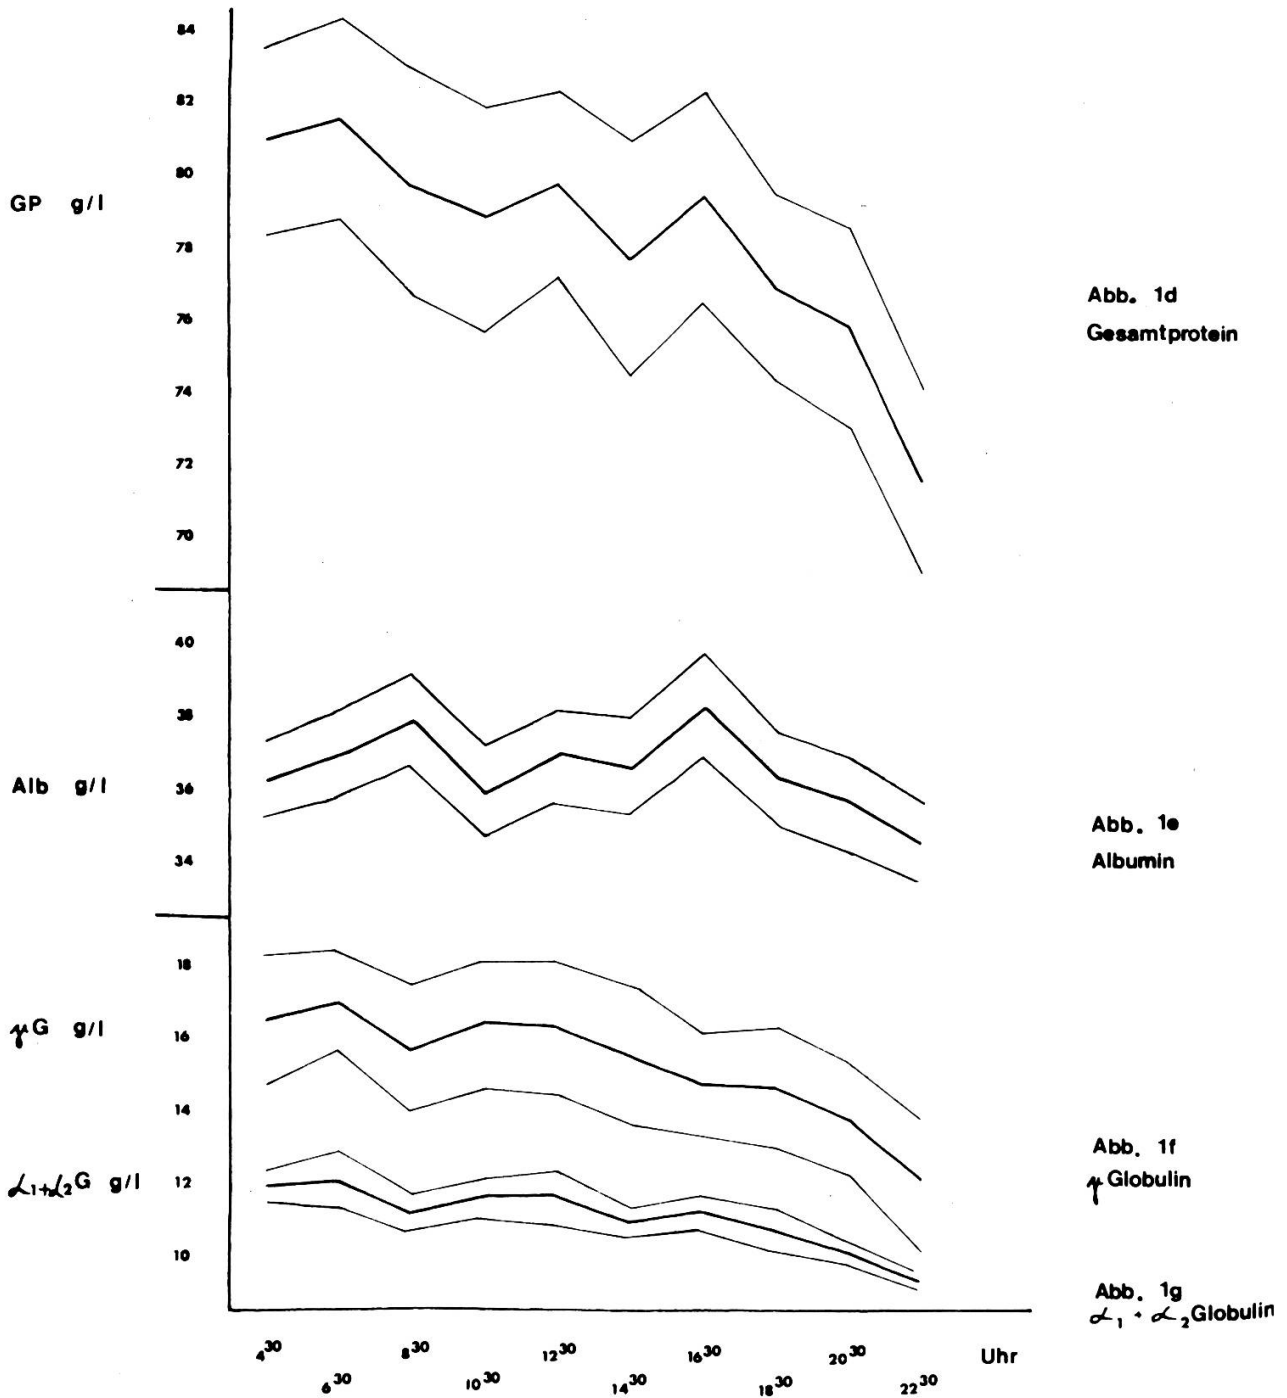 84
82
80
GP g/l
78
76
74
72
70
Abb. 1d
Gesamtprotein
40
38
Alb g/l
36
34
Abb. 1e
Albumin
18
γG g/l
16
14
α₁+α₂G g/l
12
10
Abb. 1f
γ Globulin
Abb. 1g
α₁ + α₂ Globulin
4³⁰ 8³⁰ 12³⁰ 16³⁰ 20³⁰ Uhr
6³⁰ 10³⁰ 14³⁰ 18³⁰ 22³⁰